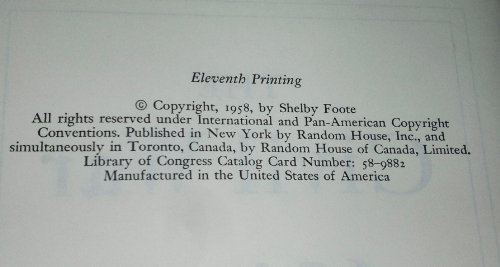 Eleventh Printing
© Copyright, 1958, by Shelby Foote
All rights reserved under International and Pan-American Copyright
Conventions. Published in New York by Random House, Inc., and
simultaneously in Toronto, Canada, by Random House of Canada, Limited.
Library of Congress Catalog Card Number: 58-9882
Manufactured in the United States of America